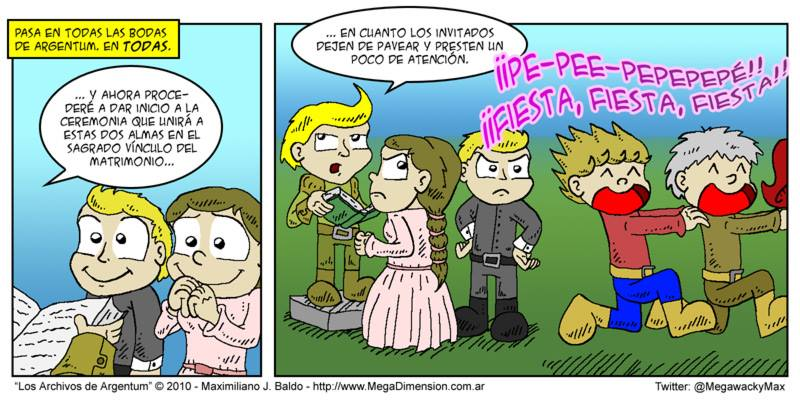 PASA EN TODAS LAS BODAS
DE ARGENTUM. EN TODAS.
... Y AHORA PROCE-
DERÉ A DAR INICIO A LA
CEREMONIA QUE UNIRÁ A
ESTAS DOS ALMAS EN EL
SAGRADO VÍNCULO DEL
MATRIMONIO...
... EN CUANTO LOS INVITADOS
DEJEN DE PAVEAR Y PRESTEN UN
POCO DE ATENCIÓN.
¡¡PE-PEE-PEPEPEPÉ!!
¡¡FIESTA, FIESTA, FIESTA!!
"Los Archivos de Argentum" © 2010 - Maximiliano J. Baldo - http://www.MegaDimension.com.ar
Twitter: @MegawackyMax